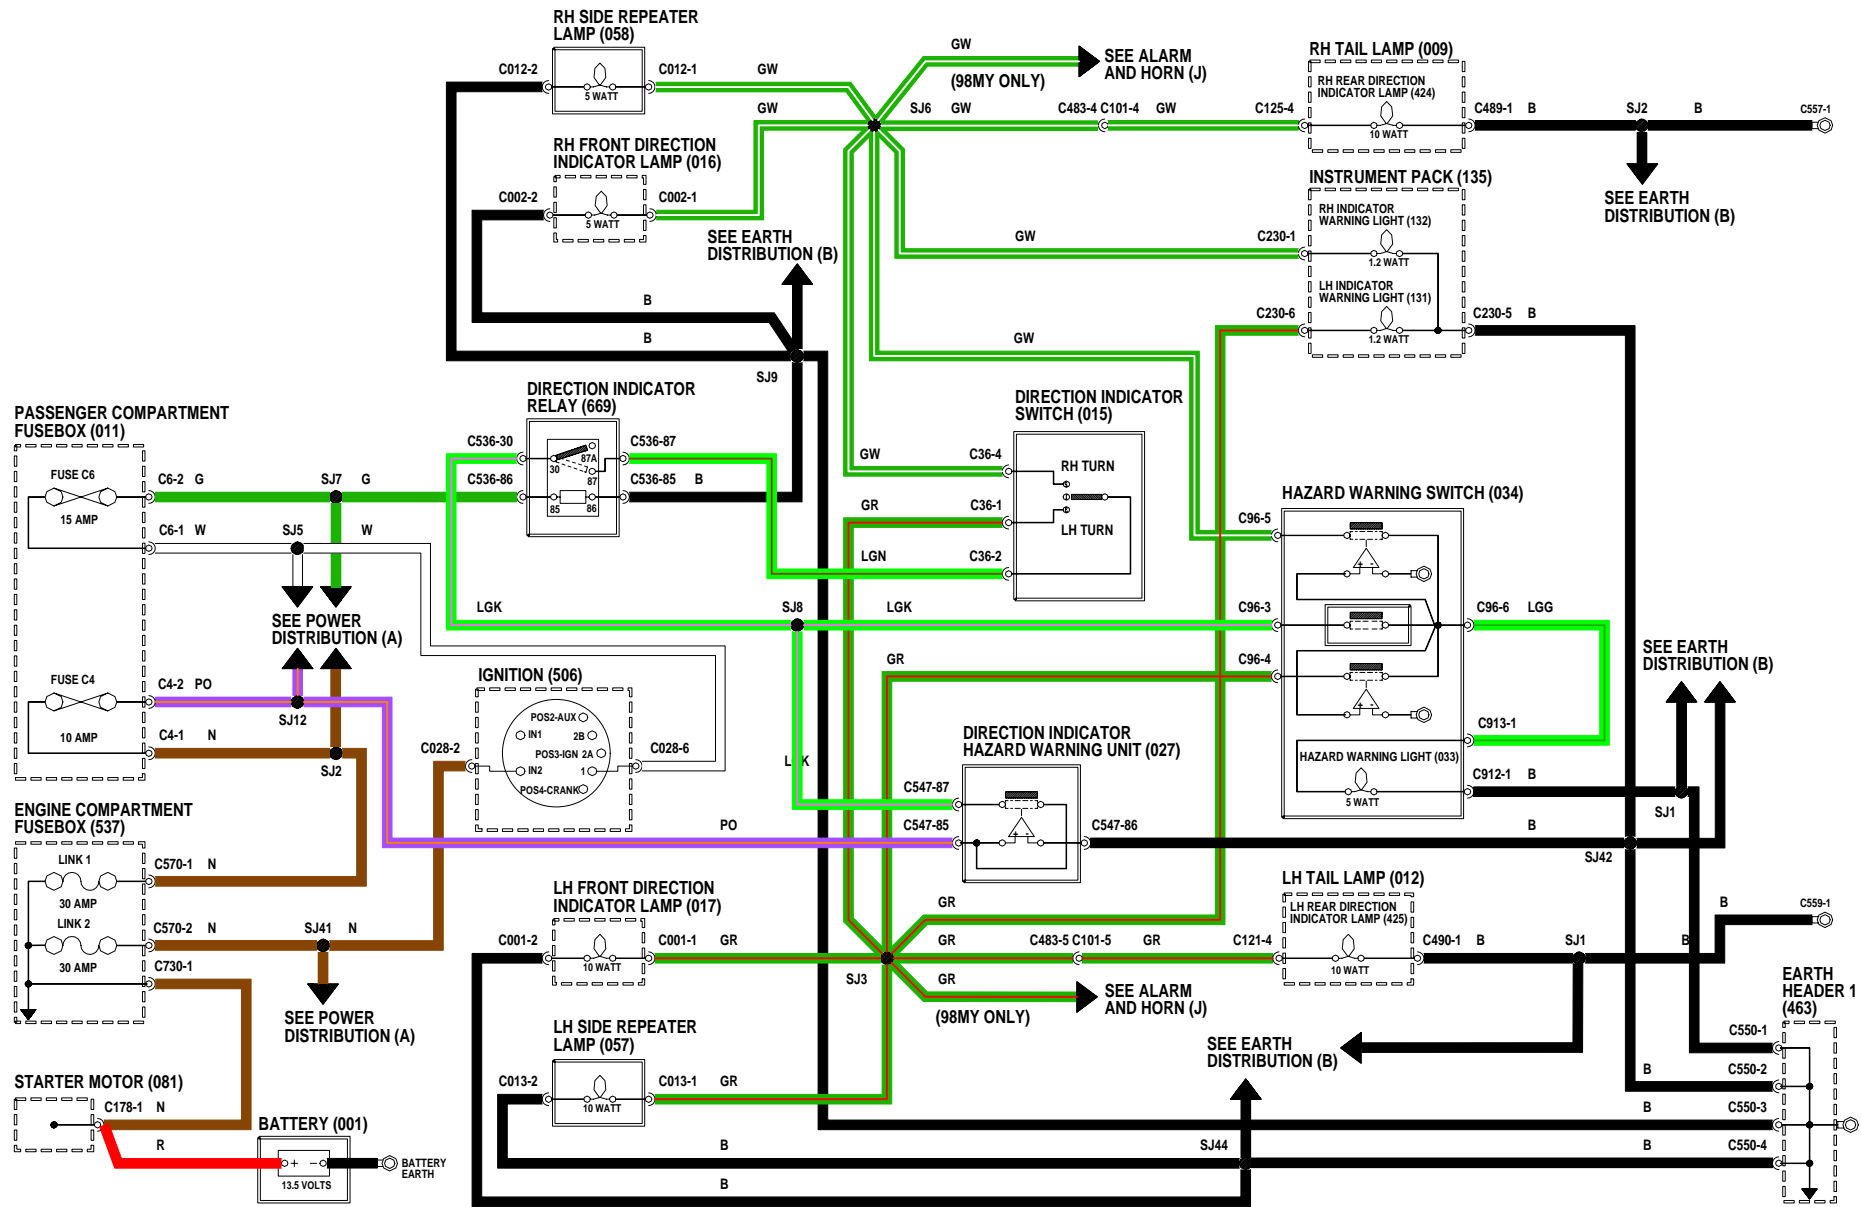 RH SIDE REPEATER
LAMP (058)
C012-2
C012-1
GW
5 WATT
GW
(98MY ONLY)
SEE ALARM
AND HORN (J)
GW
SJ6
GW
C483-4
C101-4
GW
C125-4
RH TAIL LAMP (009)
RH REAR DIRECTION
INDICATOR LAMP (424)
10 WATT
C489-1
B
SJ2
B
C557-1
SEE EARTH
DISTRIBUTION (B)
RH FRONT DIRECTION
INDICATOR LAMP (016)
C002-2
C002-1
5 WATT
SEE EARTH
DISTRIBUTION (B)
B
B
SJ9
INSTRUMENT PACK (135)
RH INDICATOR
WARNING LIGHT (132)
1.2 WATT
LH INDICATOR
WARNING LIGHT (131)
1.2 WATT
GW
C230-1
C230-6
C230-5
B
GW
PASSENGER COMPARTMENT
FUSEBOX (011)
FUSE C6
15 AMP
C6-2
G
SJ7
G
C6-1
W
SJ5
W
SEE POWER
DISTRIBUTION (A)
FUSE C4
10 AMP
C4-2
PO
SJ12
C4-1
N
SJ2
DIRECTION INDICATOR
RELAY (669)
C536-30
C536-87
C536-86
C536-85
B
30
87A
87
85
86
DIRECTION INDICATOR
SWITCH (015)
GW
C36-4
RH TURN
GR
C36-1
LH TURN
LGN
C36-2
HAZARD WARNING SWITCH (034)
C96-5
+ -
LGK
SJ8
LGK
C96-3
C96-6
LGG
GR
C96-4
+ -
C913-1
HAZARD WARNING LIGHT (033)
5 WATT
C912-1
B
SEE EARTH
DISTRIBUTION (B)
SJ1
IGNITION (506)
POS2-AUX
IN1
2B
POS3-IGN
2A
IN2
1
POS4-CRANK
C028-2
C028-6
DIRECTION INDICATOR
HAZARD WARNING UNIT (027)
C547-87
C547-85
+ -
C547-86
PO
B
SJ42
ENGINE COMPARTMENT
FUSEBOX (537)
LINK 1
30 AMP
LINK 2
30 AMP
C570-1
N
C570-2
N
SJ41
N
C730-1
SEE POWER
DISTRIBUTION (A)
LH FRONT DIRECTION
INDICATOR LAMP (017)
C001-2
C001-1
GR
10 WATT
GR
GR
C483-5
C101-5
GR
C121-4
SJ3
GR
(98MY ONLY)
SEE ALARM
AND HORN (J)
LH TAIL LAMP (012)
LH REAR DIRECTION
INDICATOR LAMP (425)
10 WATT
C490-1
B
SJ1
B
C559-1
SEE EARTH
DISTRIBUTION (B)
LH SIDE REPEATER
LAMP (057)
C013-2
C013-1
GR
10 WATT
B
B
SJ44
EARTH
HEADER 1
(463)
C550-1
C550-2
B
C550-3
B
C550-4
B
STARTER MOTOR (081)
C178-1
N
R
BATTERY (001)
+ -
13.5 VOLTS
BATTERY
EARTH